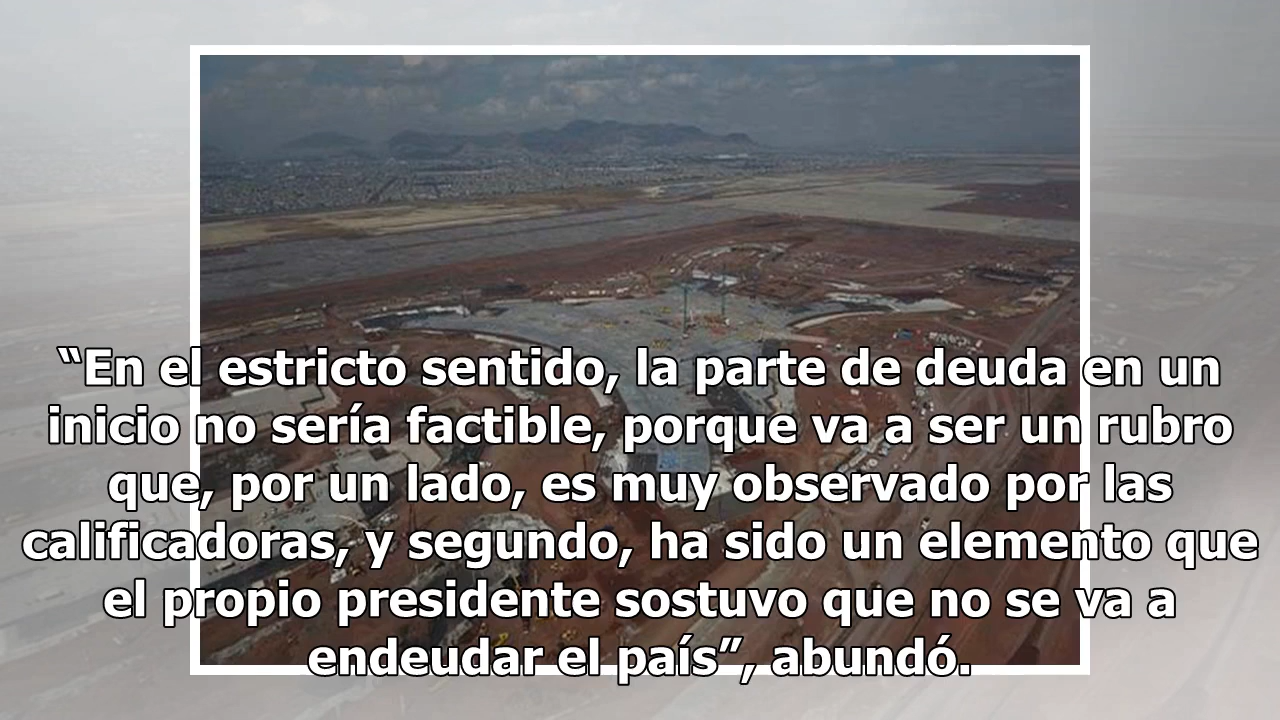 “En el estricto sentido, la parte de deuda en un
inicio no sería factible, porque va a ser un rubro
que, por un lado, es muy observado por las
calificadoras, y segundo, ha sido un elemento que
el propio presidente sostuvo que no se va a
endeudar el país”, abundó.